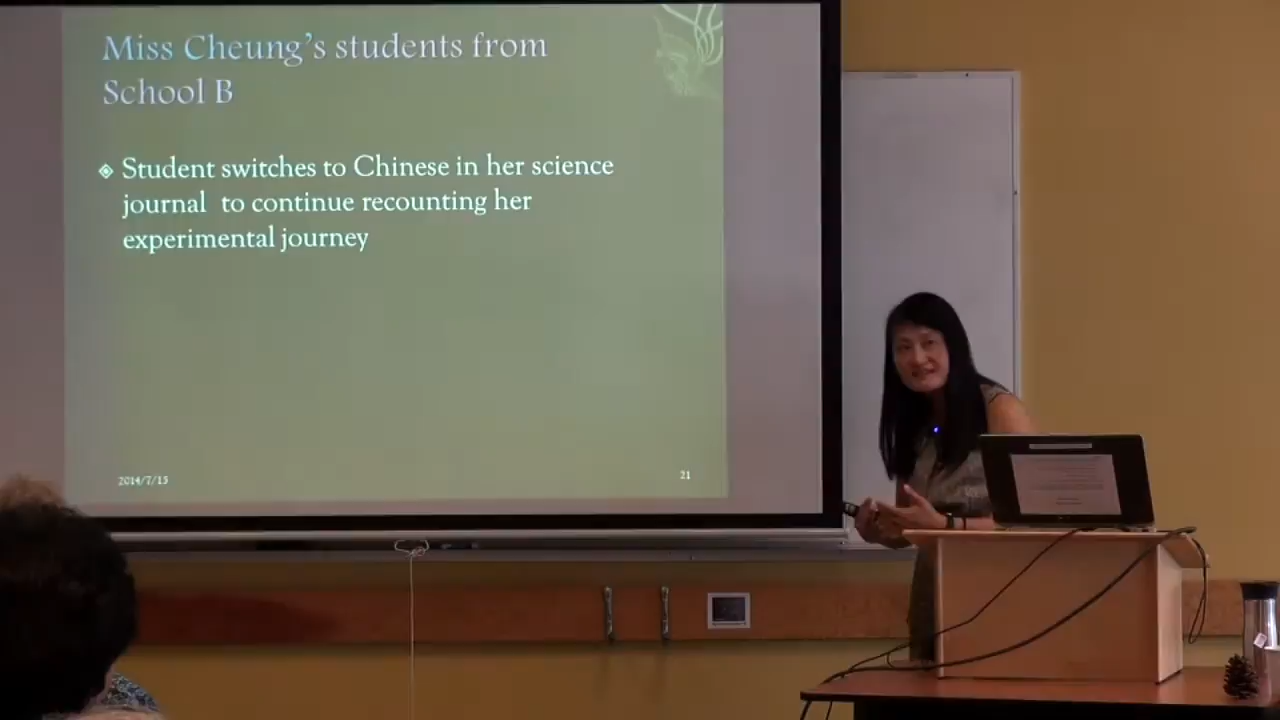 Miss Cheung’s students from
School B
Student switches to Chinese in her science
journal to continue recounting her
experimental journey
2014/7/13
21